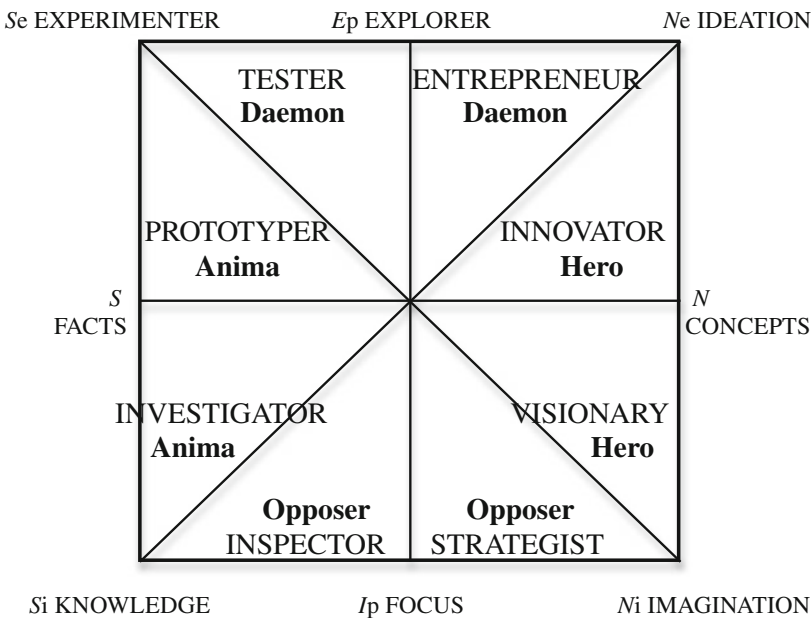 Se EXPERIMENTER Ep EXPLORER Ne IDEATION
TESTER ENTREPRENEUR
Daemon Daemon
PROTOTYPER INNOVATOR
Anima Hero
S N
FACTS CONCEPTS
INVESTIGATOR VISIONARY
Anima Hero
Opposer Opposer
INSPECTOR STRATEGIST
Si KNOWLEDGE Ip FOCUS Ni IMAGINATION